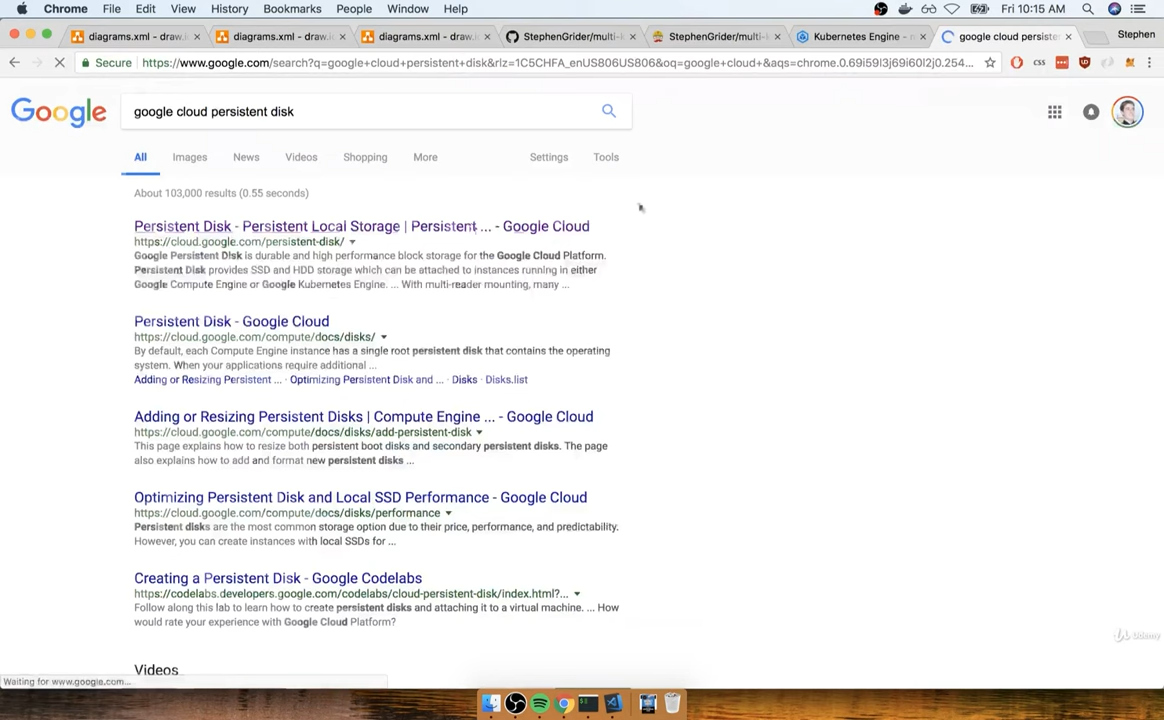 Chrome File Edit View History Bookmarks People Window Help Fri 10:15 AM
diagrams.xml - draw.i diagrams.xml - draw.i diagrams.xml - draw.i StephenGrider/multi-k StephenGrider/multi-k Kubernetes Engine - m google cloud persiste Stephen
Secure https://www.google.com/search?q=google+cloud+persistent+disk&rlz=1C5CHFA_enUS806US806&oq=google+cloud+&aqs=chrome.0.69i59l3j69i60l2j0.254...
Google google cloud persistent disk
All Images News Videos Shopping More Settings Tools
About 103,000 results (0.55 seconds)
Persistent Disk - Persistent Local Storage | Persistent ... - Google Cloud
https://cloud.google.com/persistent-disk/
Google Persistent Disk is durable and high performance block storage for the Google Cloud Platform.
Persistent Disk provides SSD and HDD storage which can be attached to instances running in either
Google Compute Engine or Google Kubernetes Engine. ... With multi-reader mounting, many ...
Persistent Disk - Google Cloud
https://cloud.google.com/compute/docs/disks/
By default, each Compute Engine instance has a single root persistent disk that contains the operating
system. When your applications require additional ...
Adding or Resizing Persistent ... · Optimizing Persistent Disk and ... · Disks · Disks.list
Adding or Resizing Persistent Disks | Compute Engine ... - Google Cloud
https://cloud.google.com/compute/docs/disks/add-persistent-disk
This page explains how to resize both persistent boot disks and secondary persistent disks. The page
also explains how to add and format new persistent disks ...
Optimizing Persistent Disk and Local SSD Performance - Google Cloud
https://cloud.google.com/compute/docs/disks/performance
Persistent disks are the most common storage option due to their price, performance, and predictability.
However, you can create instances with local SSDs for ...
Creating a Persistent Disk - Google Codelabs
https://codelabs.developers.google.com/codelabs/cloud-persistent-disk/index.html?...
Follow along this lab to learn how to create persistent disks and attaching it to a virtual machine. ... How
would rate your experience with Google Cloud Platform?
Videos
Waiting for www.google.com...
Udemy